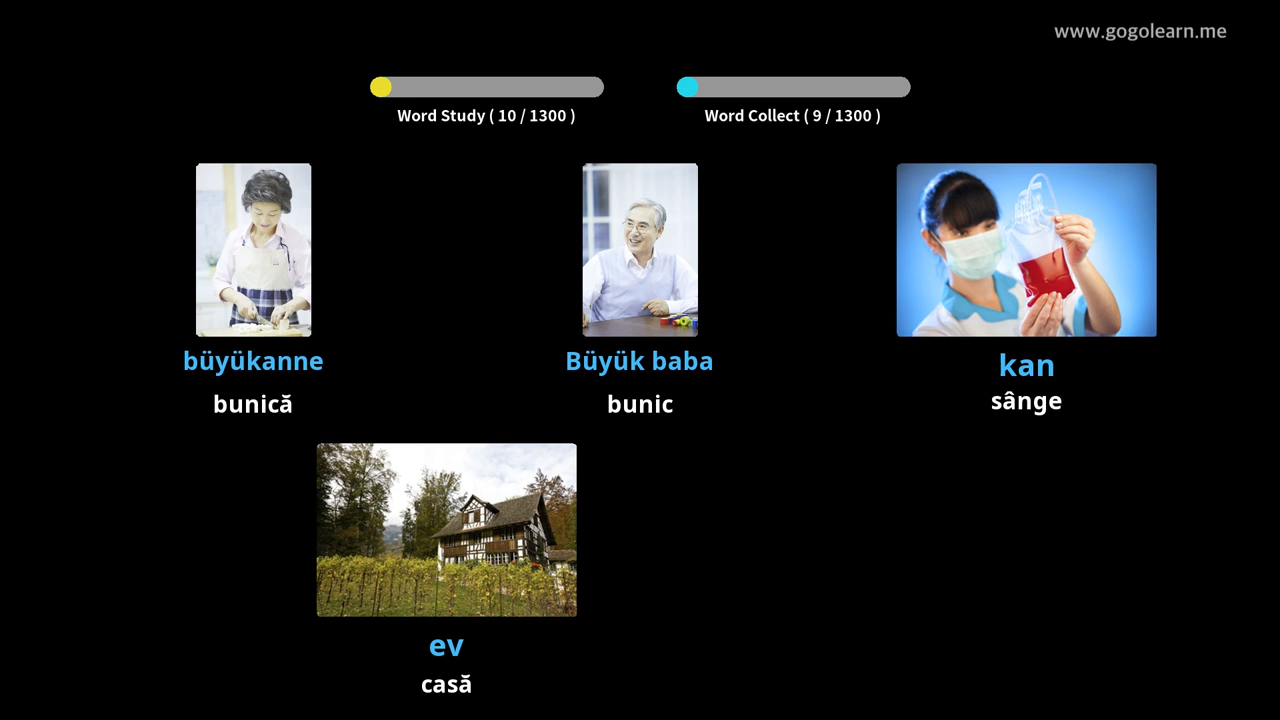 www.gogolearn.me
Word Study ( 10 / 1300 )
Word Collect ( 9 / 1300 )
büyükanne
bunică
Büyük baba
bunic
kan
sânge
ev
casă